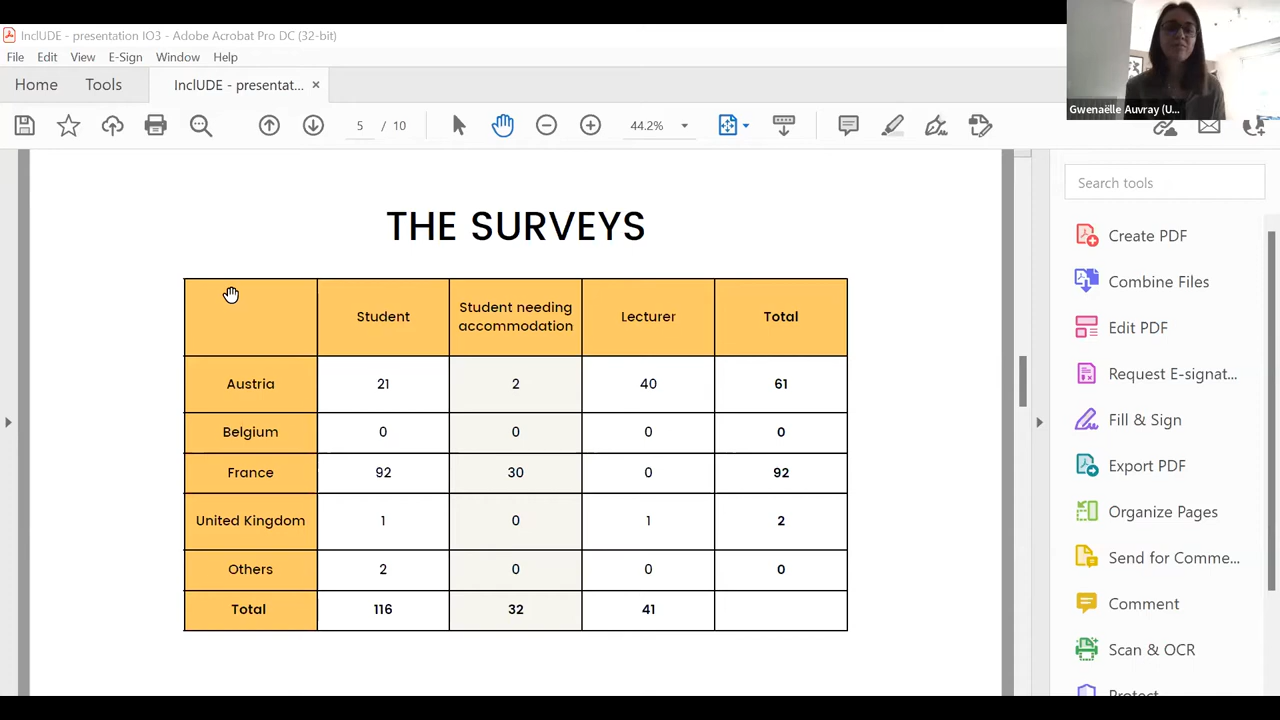 InclUDE - presentation IO3 - Adobe Acrobat Pro DC (32-bit)
File Edit View E-Sign Window Help
Home Tools InclUDE - presentat... ×
5 / 10 44.2%
Gwenaëlle Auvray (U...
THE SURVEYS
Student Student needing accommodation Lecturer Total
Austria 21 2 40 61
Belgium 0 0 0 0
France 92 30 0 92
United Kingdom 1 0 1 2
Others 2 0 0 0
Total 116 32 41
Search tools
Create PDF
Combine Files
Edit PDF
Request E-signat...
Fill & Sign
Export PDF
Organize Pages
Send for Comme...
Comment
Scan & OCR
Protect